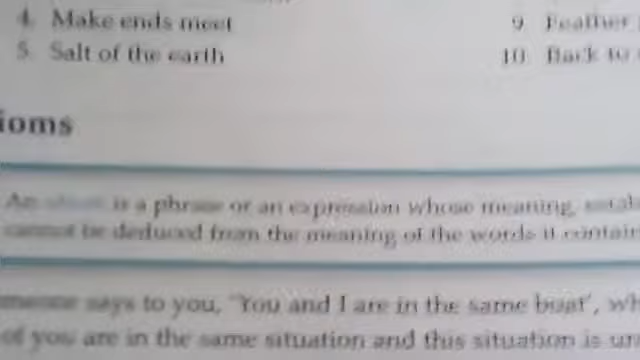 4. Make ends meet
9. Feather
5. Salt of the earth
10. Back to
ioms
An is a phrase or an expression whose meaning,
cannot be deduced from the meaning of the words it contain
says to you, 'You and I are in the same boat', wh
of you are in the same situation and this situation is un